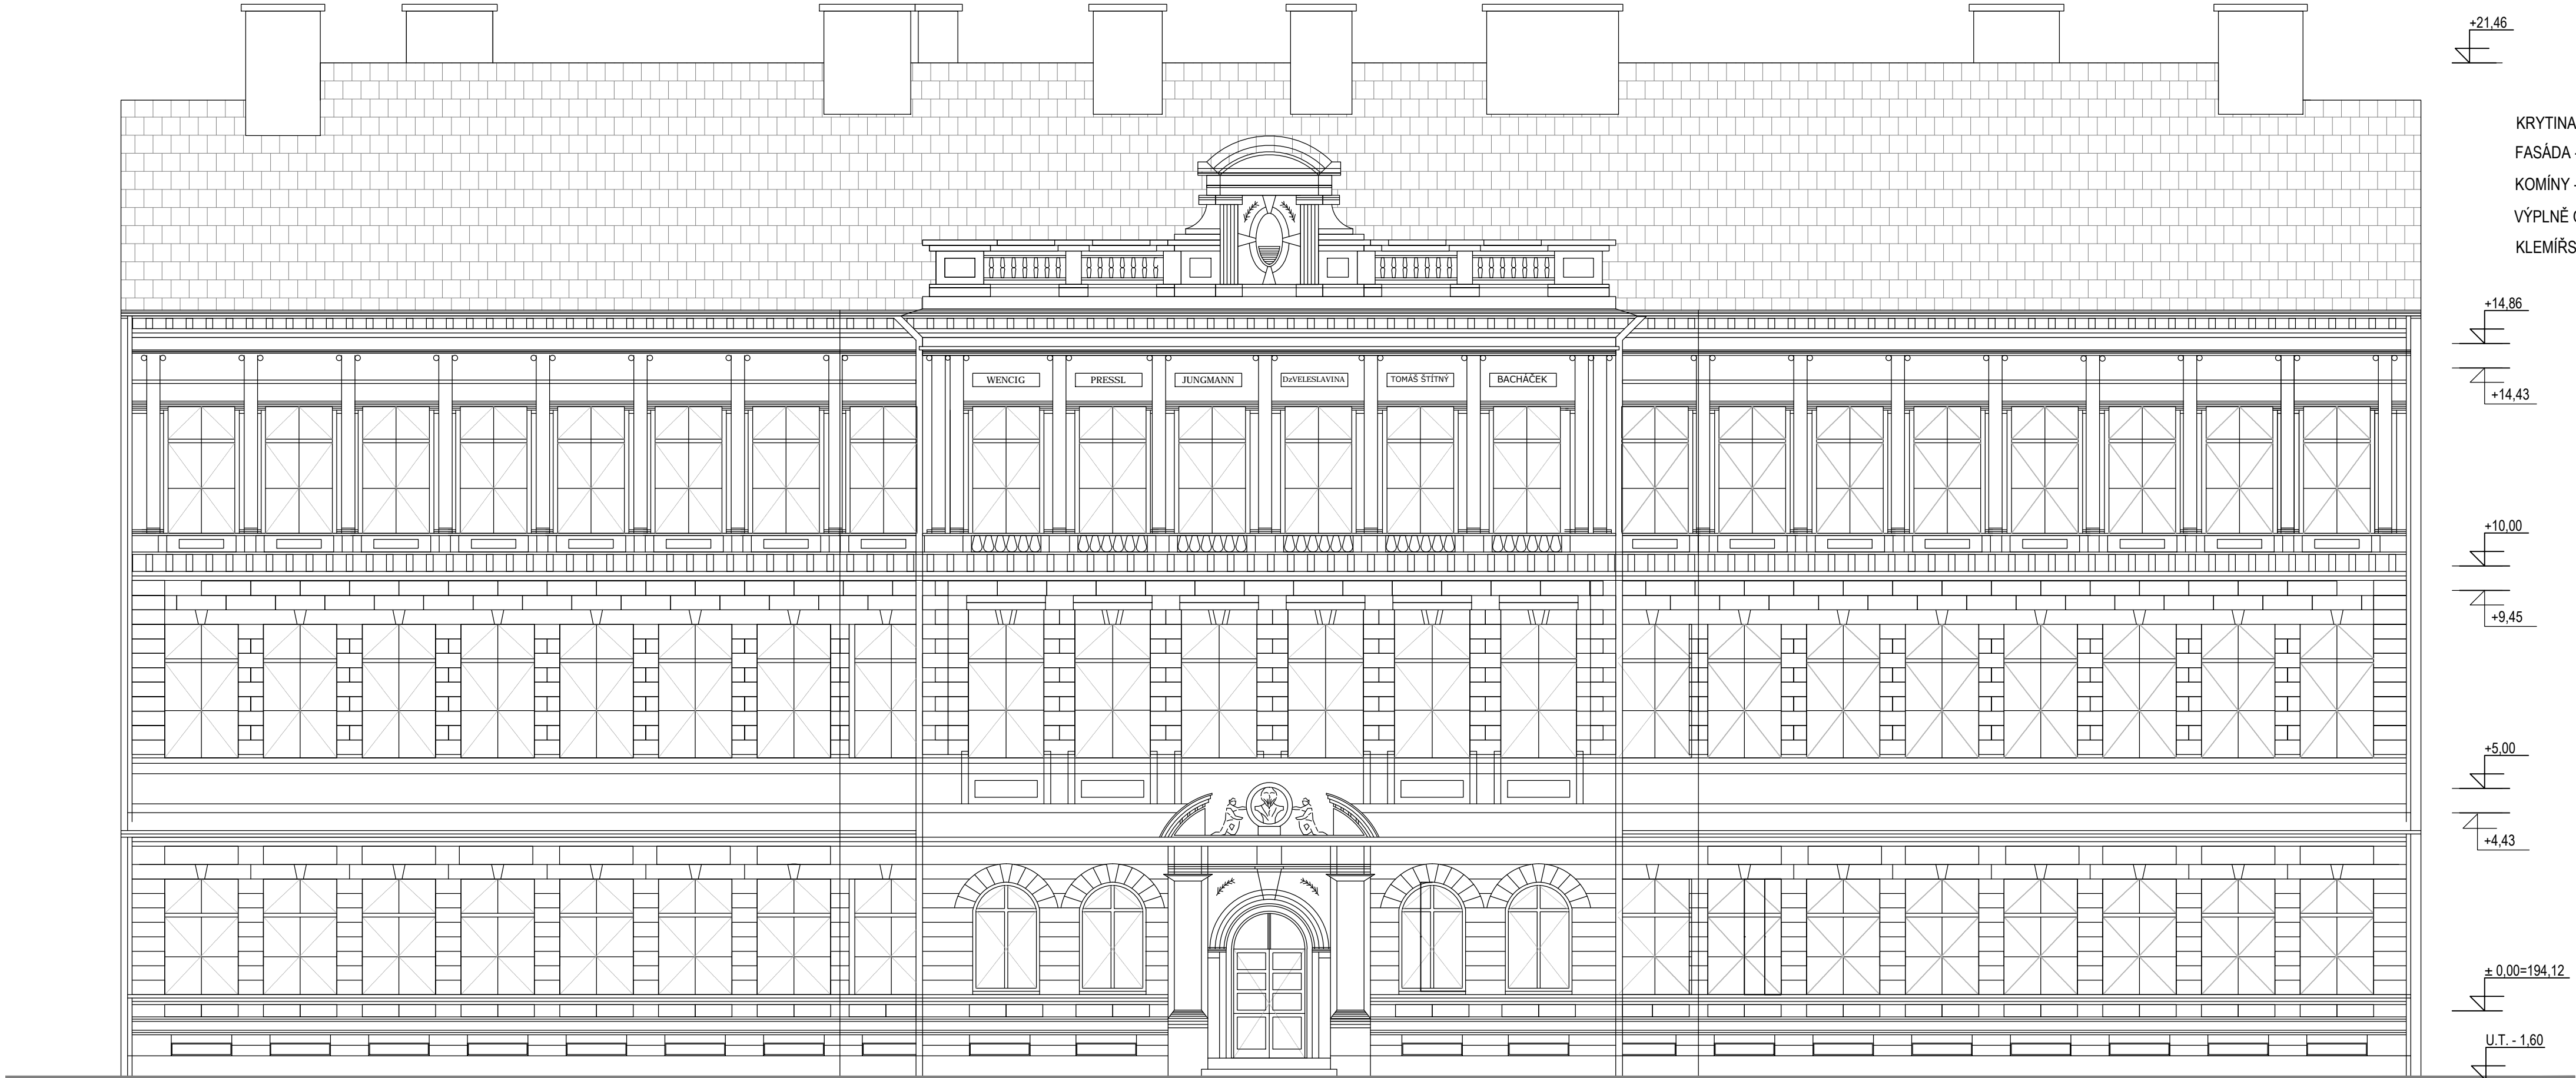 +21,46
KRYTINA
FASÁDA -
KOMÍNY -
VÝPLNĚ
KLEMÍŘS
+14,86
WENCIG PRESSL JUNGMANN DzVELESLAVINA TOMÁŠ ŠTÍTNÝ BACHÁČEK
+14,43
+10,00
+9,45
+5,00
+4,43
± 0,00=194,12
U.T. - 1,60